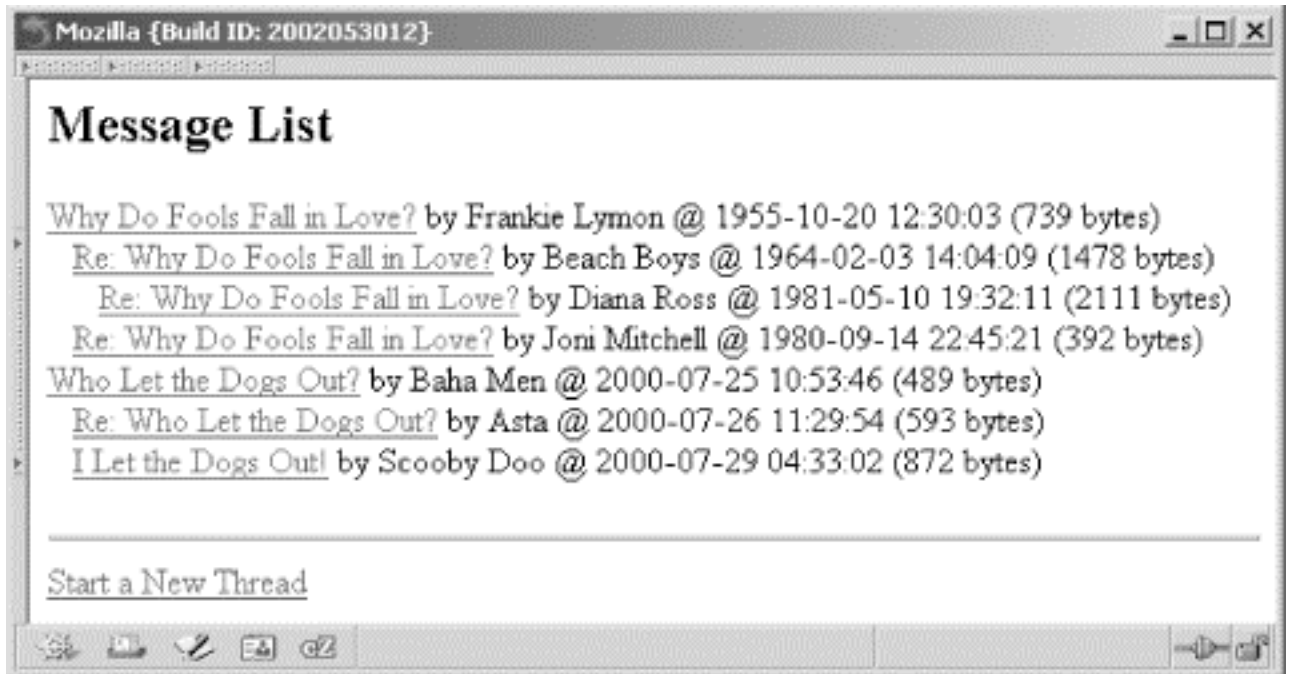 Mozilla {Build ID: 2002053012}
Message List
Why Do Fools Fall in Love? by Frankie Lymon @ 1955-10-20 12:30:03 (739 bytes)
Re: Why Do Fools Fall in Love? by Beach Boys @ 1964-02-03 14:04:09 (1478 bytes)
Re: Why Do Fools Fall in Love? by Diana Ross @ 1981-05-10 19:32:11 (2111 bytes)
Re: Why Do Fools Fall in Love? by Joni Mitchell @ 1980-09-14 22:45:21 (392 bytes)
Who Let the Dogs Out? by Baha Men @ 2000-07-25 10:53:46 (489 bytes)
Re: Who Let the Dogs Out? by Asta @ 2000-07-26 11:29:54 (593 bytes)
I Let the Dogs Out! by Scooby Doo @ 2000-07-29 04:33:02 (872 bytes)
Start a New Thread